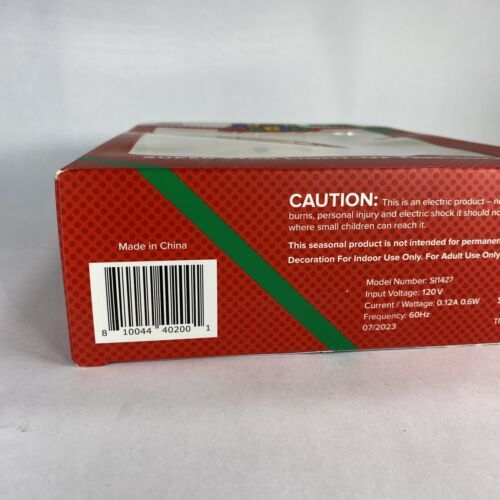 CAUTION: This is an electric product –
burns, personal injury and electric shock it should
where small children can reach it.
This seasonal product is not intended for
Decoration For Indoor Use Only. For Adult Use Only
Made in China
8 10044 40200 1
Model Number: SI1427
Input Voltage: 120V
Current / Wattage: 0.12A 0.6W
Frequency: 60Hz
07/2023